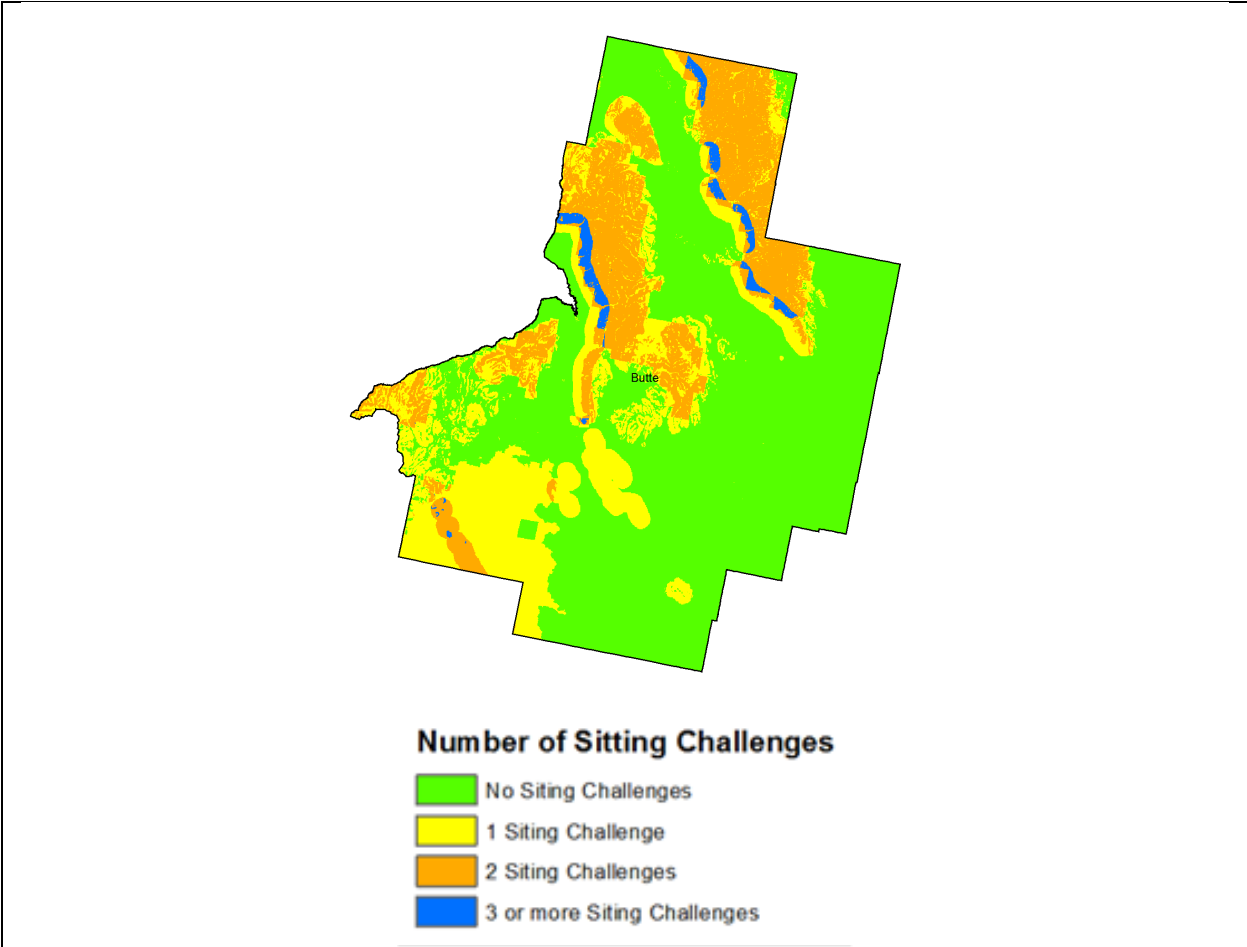 Butte
Number of Sitting Challenges
No Siting Challenges
1 Siting Challenge
2 Siting Challenges
3 or more Siting Challenges